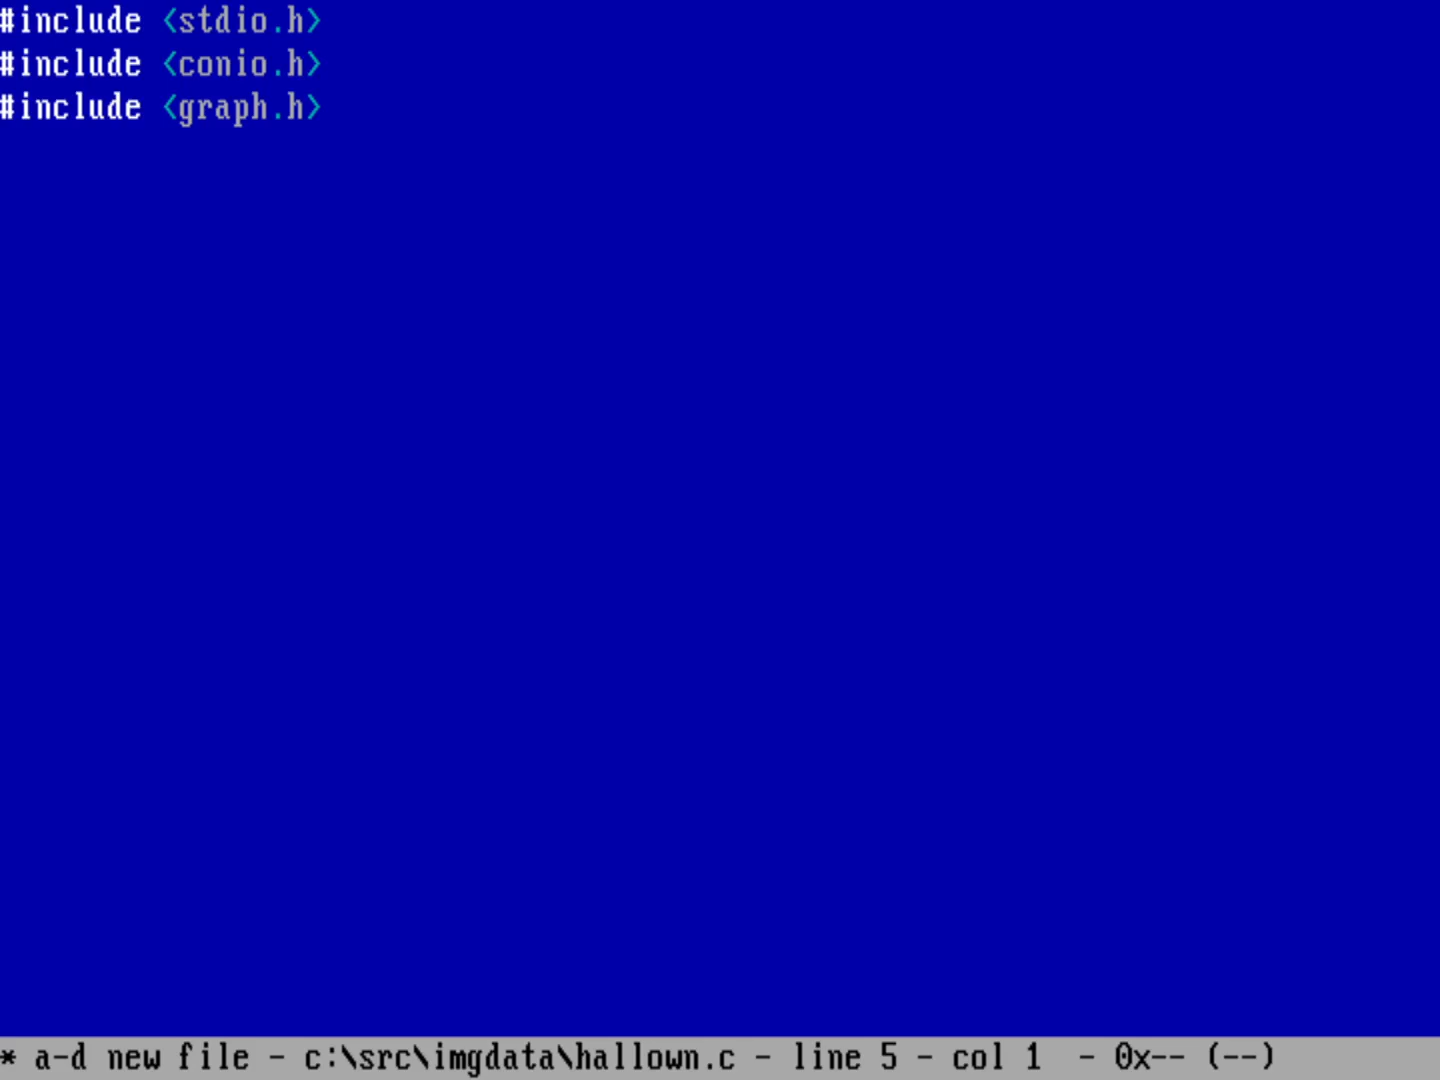 #include <stdio.h>
#include <conio.h>
#include <graph.h>
* a-d new file - c:\src\imgdata\hallown.c - line 5 - col 1  - 0x-- (--)